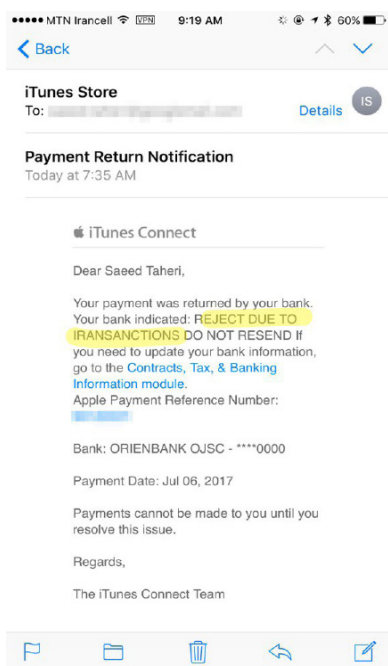 MTN Irancell VPN 9:19 AM 60%
Back
iTunes Store
To:
Details
IS
Payment Return Notification
Today at 7:35 AM
iTunes Connect
Dear Saeed Taheri,
Your payment was returned by your bank.
Your bank indicated: REJECT DUE TO
IRANSANCTIONS DO NOT RESEND If
you need to update your bank information,
go to the Contracts, Tax, & Banking
Information module.
Apple Payment Reference Number:
Bank: ORIENBANK OJSC - ****0000
Payment Date: Jul 06, 2017
Payments cannot be made to you until you
resolve this issue.
Regards,
The iTunes Connect Team